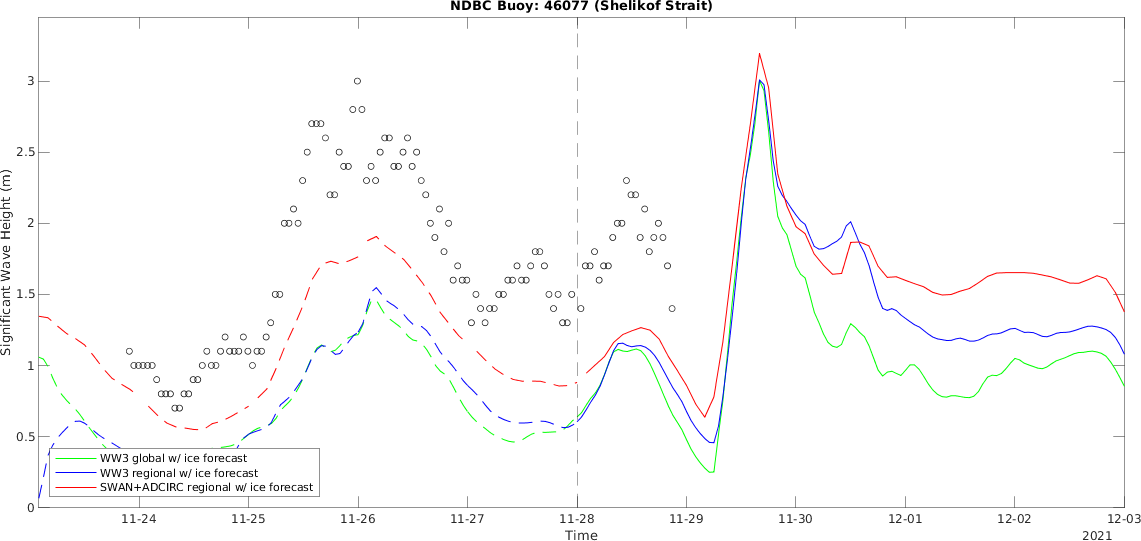 NDBC Buoy: 46077 (Shelikof Strait)
Significant Wave Height (m)
3
2.5
2
1.5
1
0.5
0
WW3 global w/ ice forecast
WW3 regional w/ ice forecast
SWAN+ADCIRC regional w/ ice forecast
11-24 11-25 11-26 11-27 11-28 11-29 11-30 12-01 12-02 12-03
Time
2021